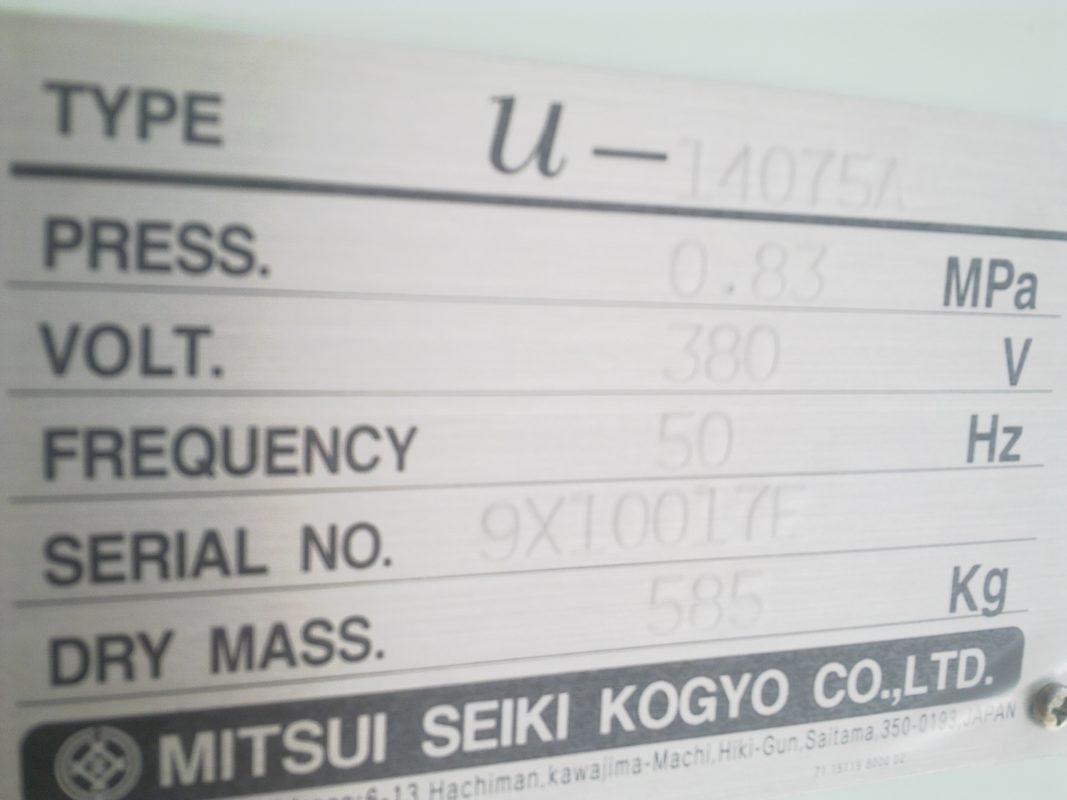 TYPE u-14075A
PRESS. 0.83 MPa
VOLT. 380 V
FREQUENCY 50 Hz
SERIAL NO. 9X10017E
DRY MASS. 585 Kg
MITSUI SEIKI KOGYO CO.,LTD.
6-13 Hachiman,kawajima-Machi,Hiki-Gun,Saitama,350-0193,JAPAN